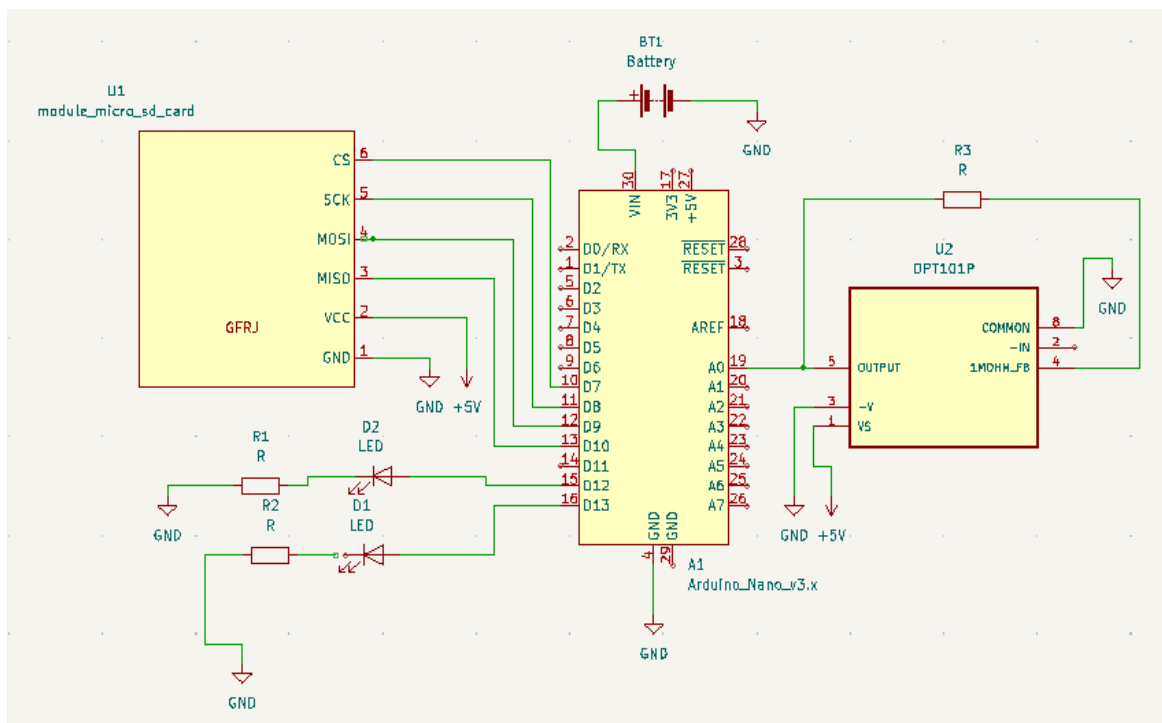 BT1
Battery
+
GND
U1
module_micro_sd_card
CS 6
SCK 5
MOSI 4
MISO 3
VCC 2
GND 1
GFRJ
GND +5V
R3
R
U2
OPT101P
COMMON 8
-IN 2
1MOHM_FB 4
5 OUTPUT
3 -V
1 VS
GND
GND +5V
30 17 27
VIN 3V3 +5V
2 D0/RX
1 D1/TX
5 D2
6 D3
7 D4
8 D5
9 D6
10 D7
11 D8
12 D9
13 D10
14 D11
15 D12
16 D13
RESET 28
RESET 3
AREF 18
A0 19
A1 20
A2 21
A3 22
A4 23
A5 24
A6 25
A7 26
GND GND
4 29
A1
Arduino_Nano_v3.x
GND
R1
R
D2
LED
GND
R2
R
D1
LED
GND